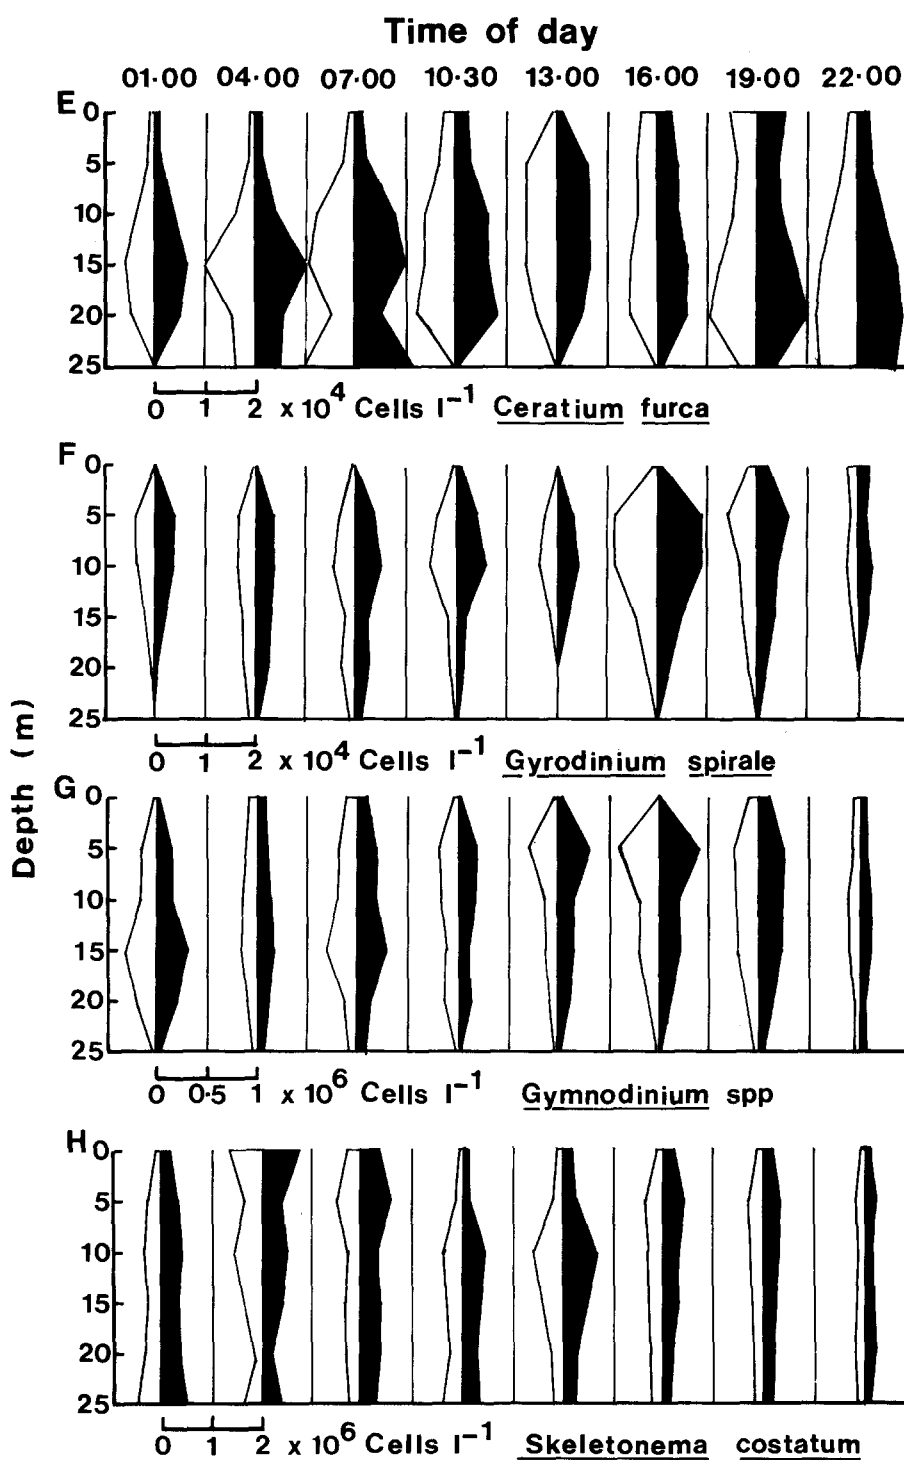 Time of day
01·00 04·00 07·00 10·30 13·00 16·00 19·00 22·00
E 0
5
10
15
20
25
0 1 2 x 10⁴ Cells l⁻¹ Ceratium furca
F 0
5
10
15
20
25
0 1 2 x 10⁴ Cells l⁻¹ Gyrodinium spirale
Depth (m)
G 0
5
10
15
20
25
0 0·5 1 x 10⁶ Cells l⁻¹ Gymnodinium spp
H 0
5
10
15
20
25
0 1 2 x 10⁶ Cells l⁻¹ Skeletonema costatum